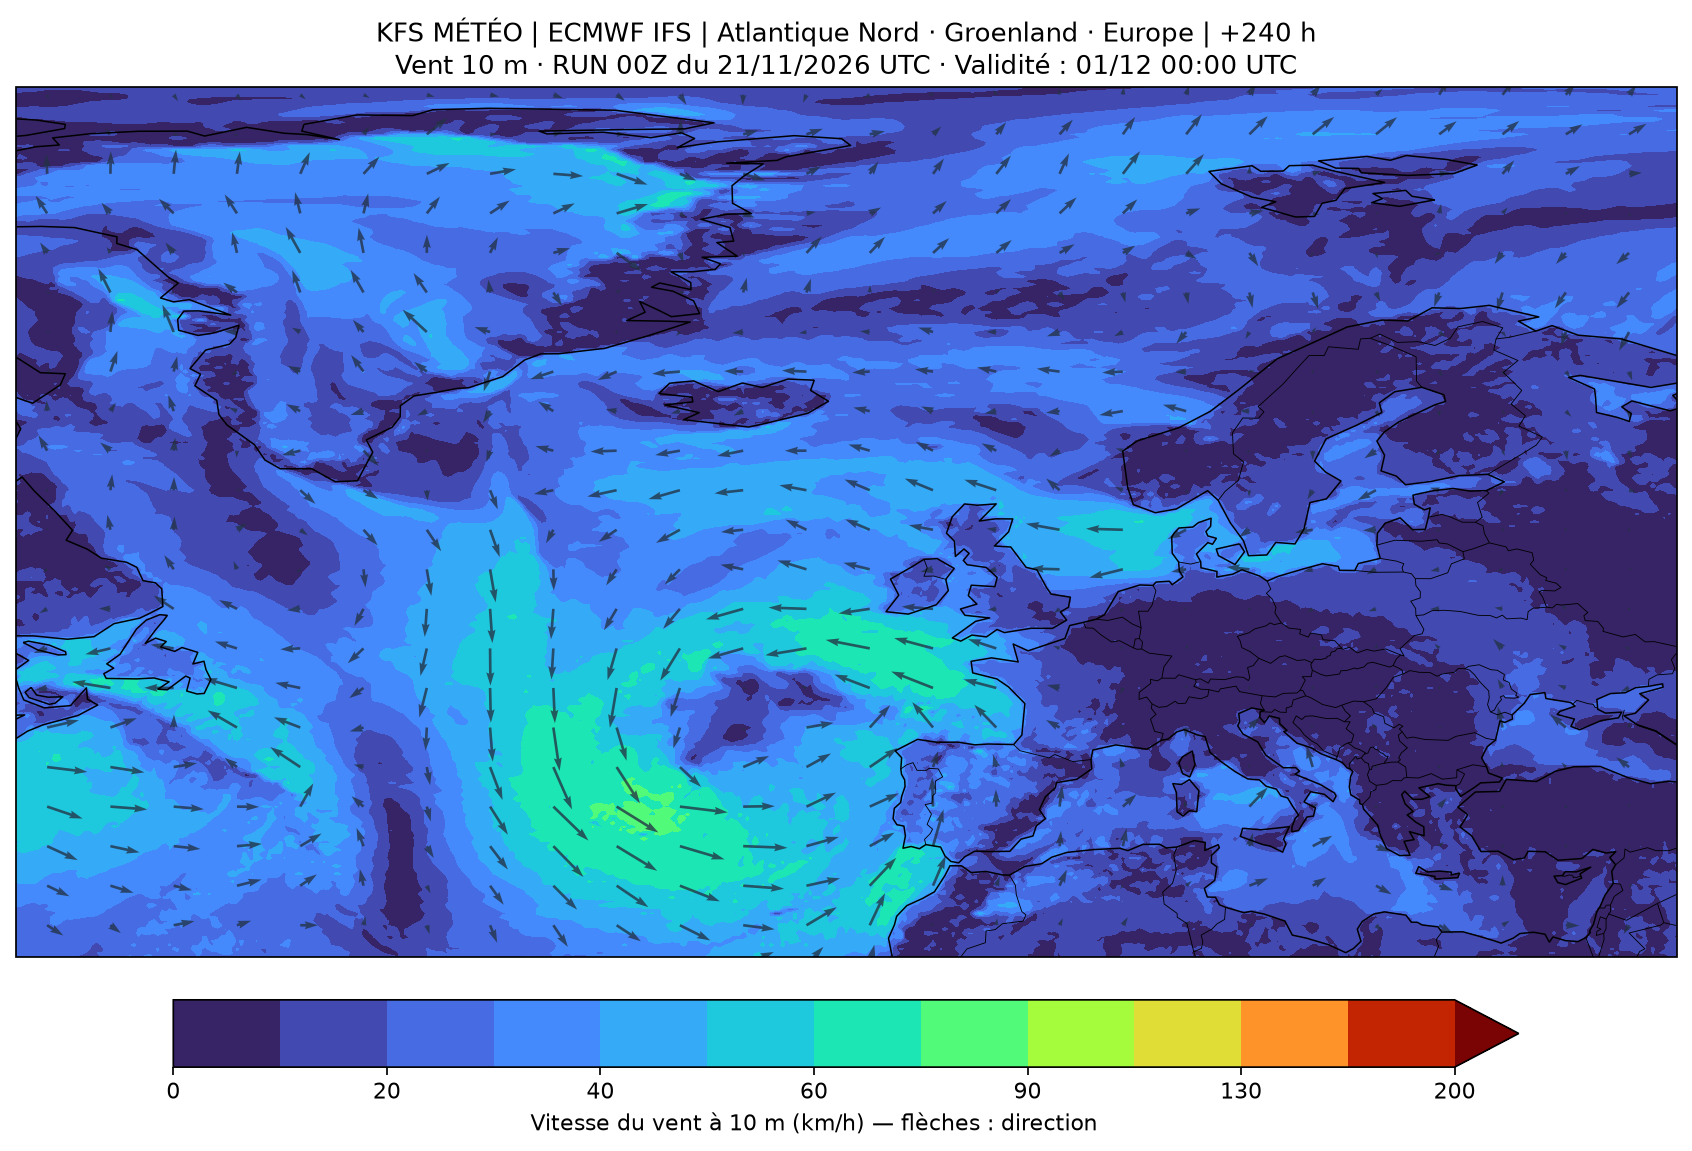 KFS MÉTÉO | ECMWF IFS | Atlantique Nord · Groenland · Europe | +240 h
Vent 10 m · RUN 00Z du 21/11/2026 UTC · Validité : 01/12 00:00 UTC
0 20 40 60 90 130 200
Vitesse du vent à 10 m (km/h) — flèches : direction